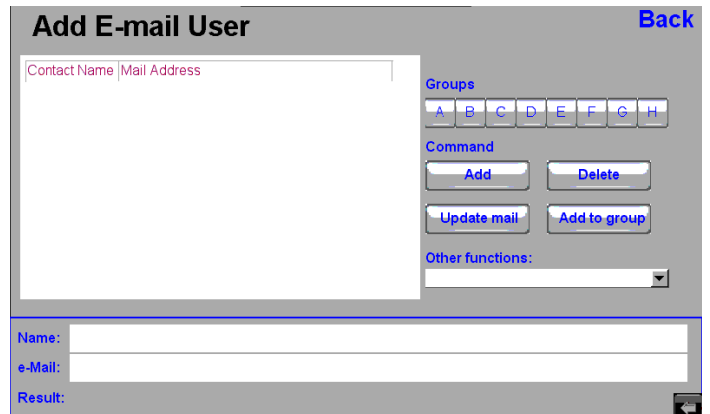 Add E-mail User
Back
Contact Name Mail Address
Groups
A B C D E F G H
Command
Add Delete
Update mail Add to group
Other functions:
Name:
e-Mail:
Result: